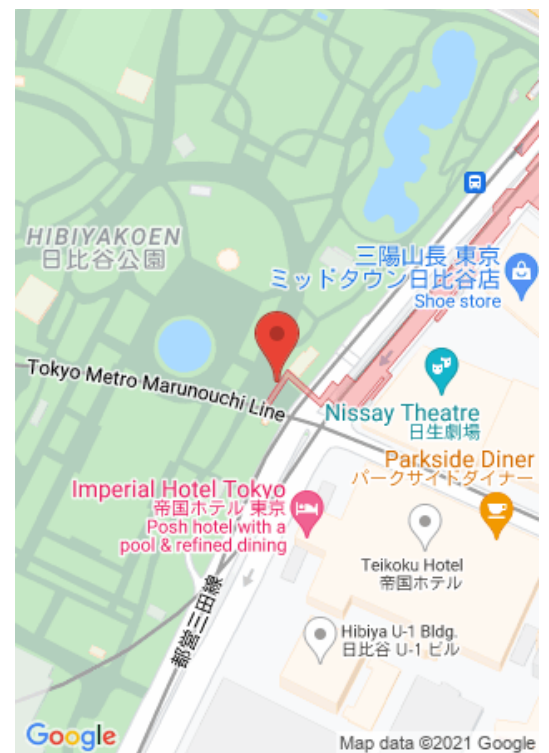 HIBIYAKOEN
日比谷公園
三陽山長 東京
ミッドタウン日比谷店
Shoe store
Tokyo Metro Marunouchi Line
Nissay Theatre
日生劇場
Parkside Diner
パークサイドダイナー
Imperial Hotel Tokyo
帝国ホテル 東京
Posh hotel with a
pool & refined dining
Teikoku Hotel
帝国ホテル
都営三田線
Hibiya U-1 Bldg.
日比谷 U-1 ビル
Google
Map data ©2021 Google